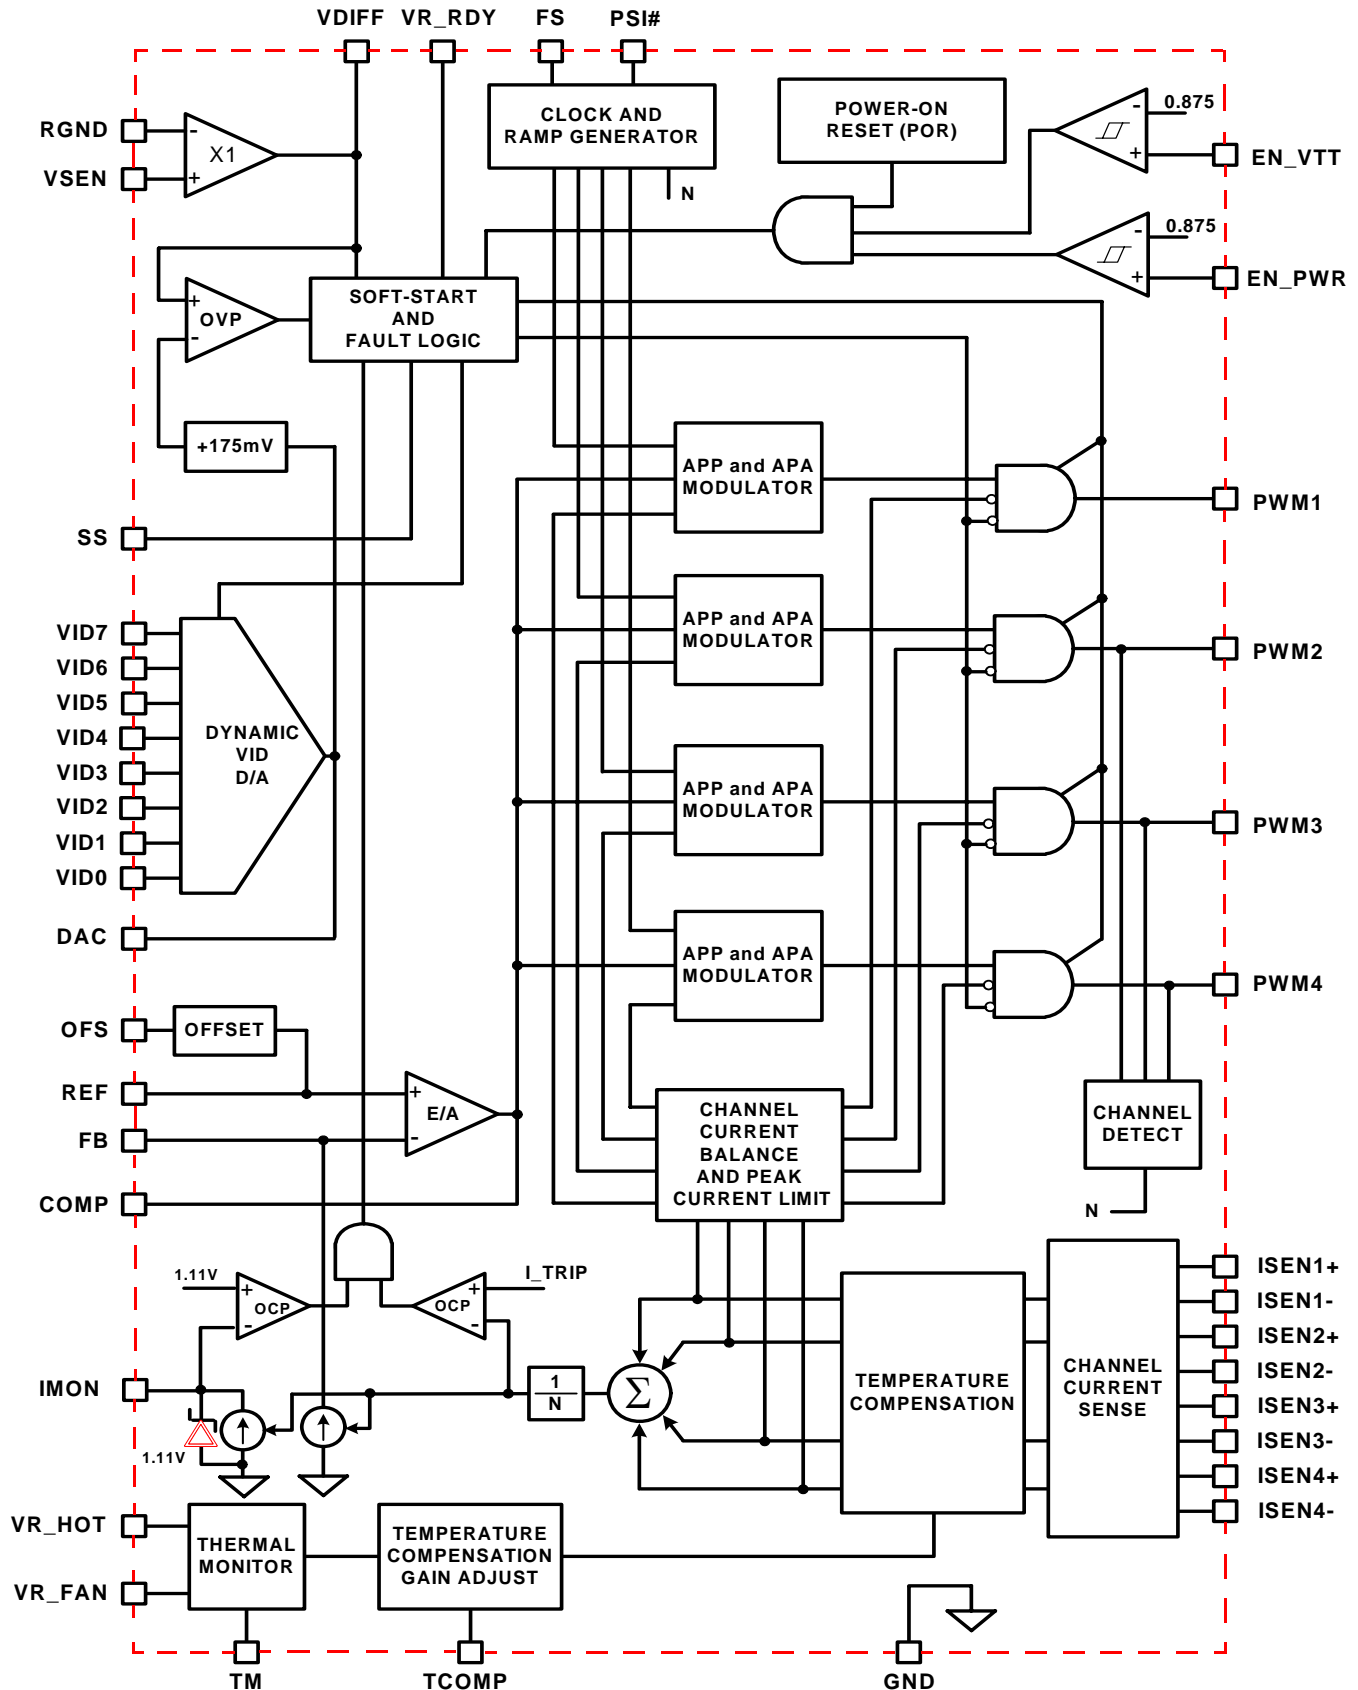 VDIFF
VR_RDY
FS
PSI#
RGND
VSEN
-
+
X1
CLOCK AND
RAMP GENERATOR
N
POWER-ON
RESET (POR)
-
0.875
+
EN_VTT
-
0.875
+
EN_PWR
+
-
OVP
SOFT-START
AND
FAULT LOGIC
+175mV
SS
VID7
VID6
VID5
VID4
VID3
VID2
VID1
VID0
DYNAMIC
VID
D/A
DAC
APP and APA
MODULATOR
APP and APA
MODULATOR
APP and APA
MODULATOR
APP and APA
MODULATOR
PWM1
PWM2
PWM3
PWM4
OFS
OFFSET
REF
FB
+
-
E/A
COMP
CHANNEL
CURRENT
BALANCE
AND PEAK
CURRENT LIMIT
CHANNEL
DETECT
N
1.11V
+
-
OCP
I_TRIP
+
-
OCP
IMON
1.11V
1
N
Σ
TEMPERATURE
COMPENSATION
CHANNEL
CURRENT
SENSE
ISEN1+
ISEN1-
ISEN2+
ISEN2-
ISEN3+
ISEN3-
ISEN4+
ISEN4-
VR_HOT
VR_FAN
THERMAL
MONITOR
TEMPERATURE
COMPENSATION
GAIN ADJUST
TM
TCOMP
GND